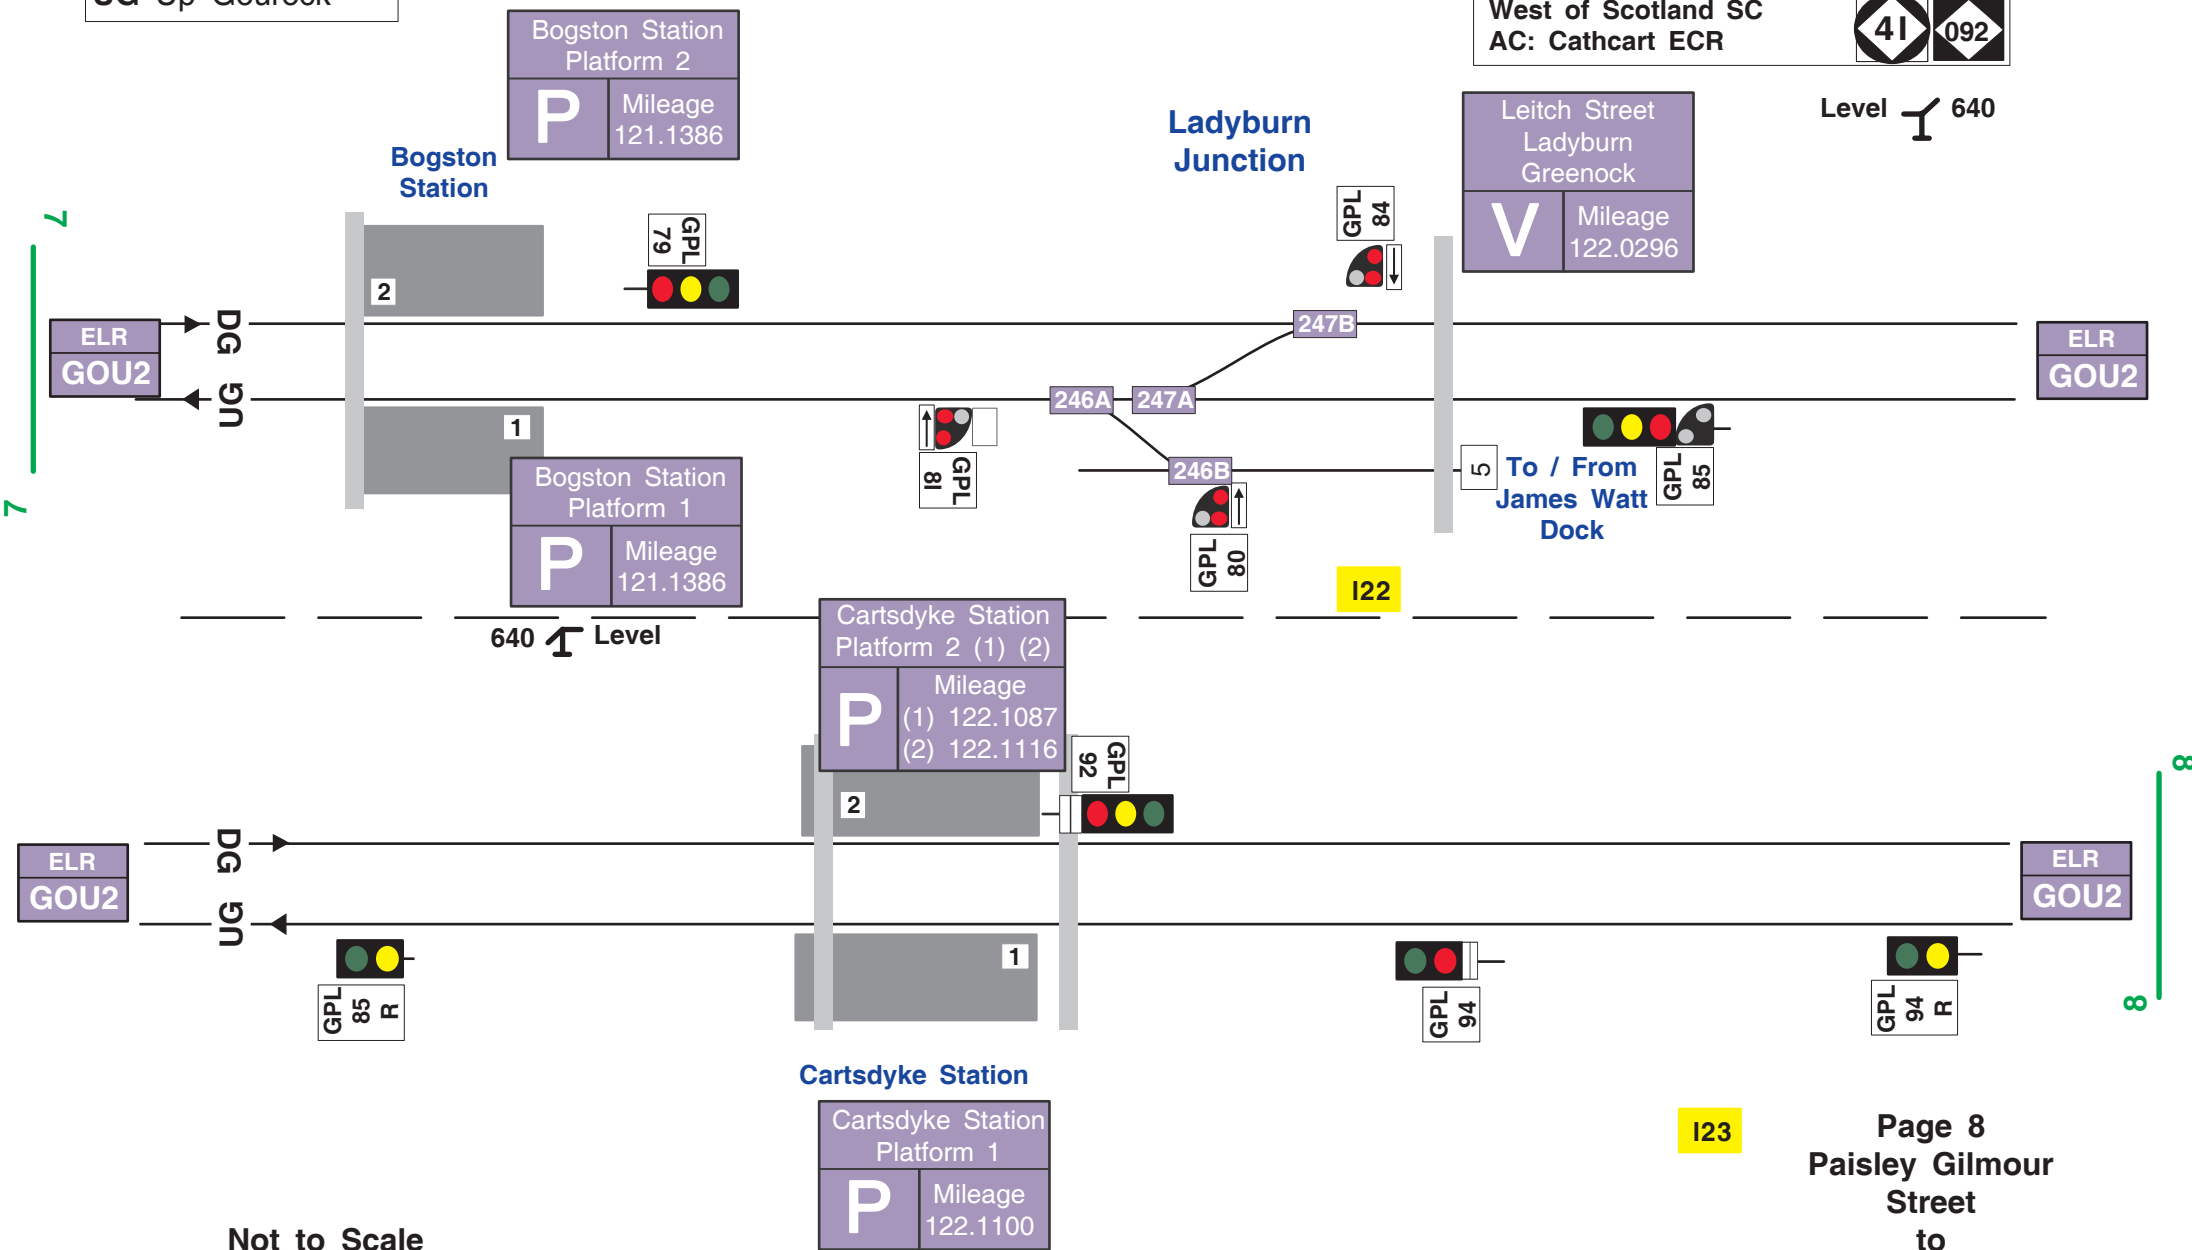 UG Up Gourock
West of Scotland SC
AC: Cathcart ECR
41
092
Bogston Station
Platform 2
P
Mileage
121.1386
Ladyburn
Junction
Leitch Street
Ladyburn
Greenock
V
Mileage
122.0296
Level 640
Bogston
Station
7
GPL
79
GPL
84
2
ELR
GOU2
DG
UG
247B
246A
247A
ELR
GOU2
1
GPL
81
246B
5
To / From
James Watt
Dock
GPL
85
7
Bogston Station
Platform 1
P
Mileage
121.1386
GPL
80
122
640 Level
Cartsdyke Station
Platform 2 (1) (2)
P
Mileage
(1) 122.1087
(2) 122.1116
GPL
92
8
2
ELR
GOU2
DG
UG
ELR
GOU2
1
GPL
85
R
GPL
94
GPL
94
R
8
Cartsdyke Station
Cartsdyke Station
Platform 1
P
Mileage
122.1100
123
Page 8
Paisley Gilmour
Street
to
Not to Scale